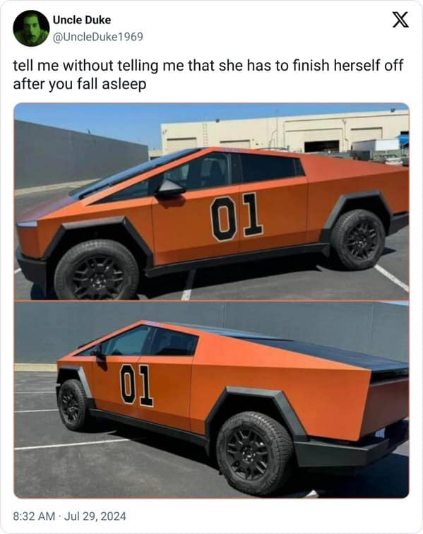 Uncle Duke
@UncleDuke1969
tell me without telling me that she has to finish herself off
after you fall asleep
01
01
8:32 AM · Jul 29, 2024